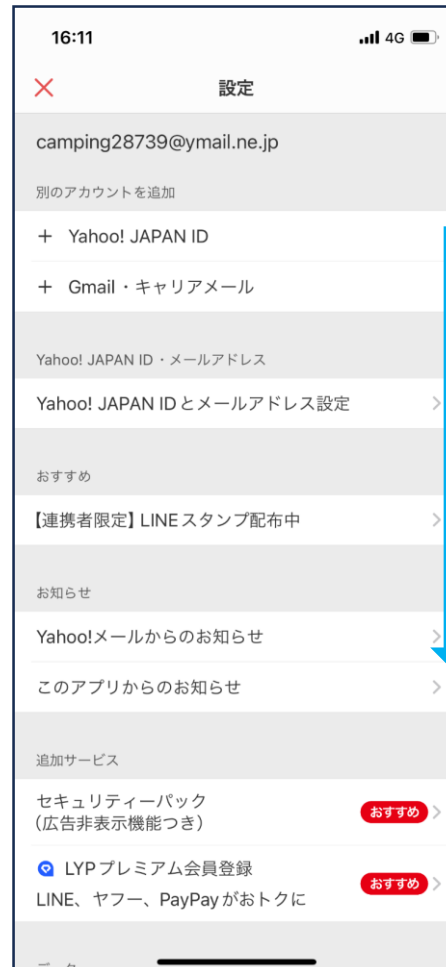 16:11
4G
設定
camping28739@ymail.ne.jp
別のアカウントを追加
+ Yahoo! JAPAN ID
+ Gmail・キャリアメール
Yahoo! JAPAN ID・メールアドレス
Yahoo! JAPAN IDとメールアドレス設定
おすすめ
【連携者限定】LINEスタンプ配布中
お知らせ
Yahoo!メールからのお知らせ
このアプリからのお知らせ
追加サービス
セキュリティーパック
(広告非表示機能つき)
おすすめ
LYPプレミアム会員登録
LINE、ヤフー、PayPayがおトクに
おすすめ